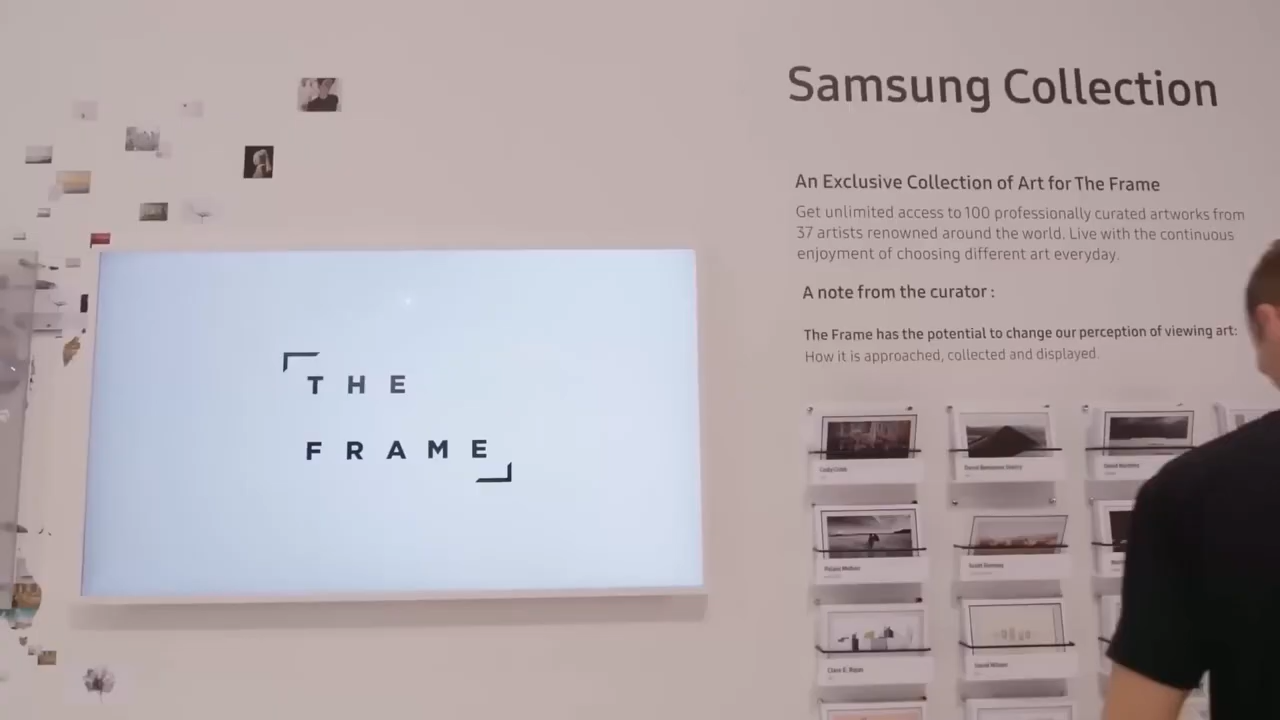 THE
FRAME
Samsung Collection
An Exclusive Collection of Art for The Frame
Get unlimited access to 100 professionally curated artworks from
37 artists renowned around the world. Live with the continuous
enjoyment of choosing different art everyday.
A note from the curator :
The Frame has the potential to change our perception of viewing art:
How it is approached, collected and displayed.